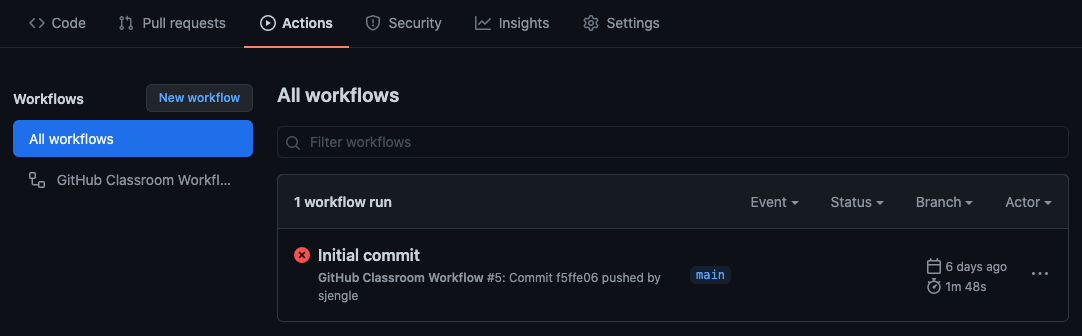 Code Pull requests Actions Security Insights Settings
Workflows
New workflow
All workflows
GitHub Classroom Workfl...
All workflows
Filter workflows
1 workflow run Event Status Branch Actor
Initial commit
GitHub Classroom Workflow #5: Commit f5ffe06 pushed by
sjengle
main
6 days ago
1m 48s